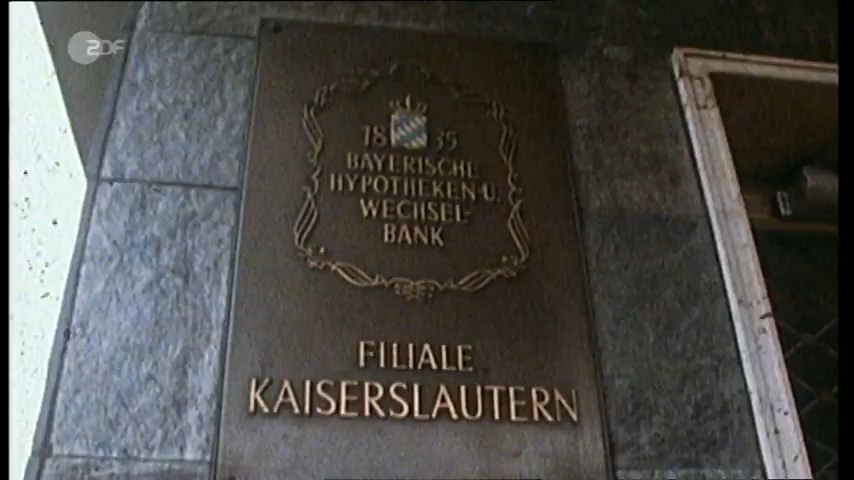 ZDF
1835
BAYERISCHE
HYPOTHEKEN-U.
WECHSEL-
BANK
FILIALE
KAISERSLAUTERN